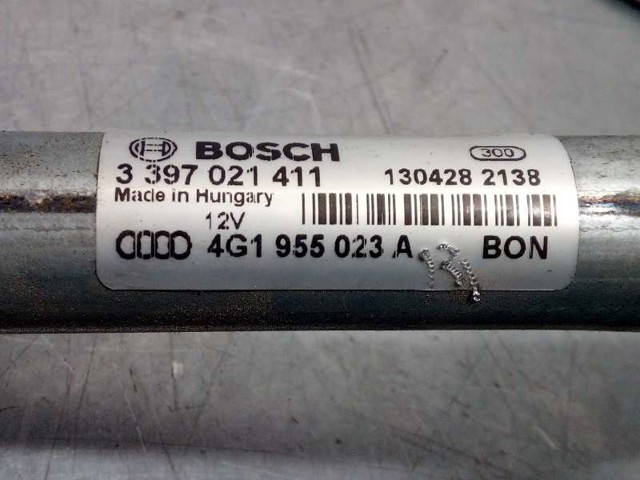 BOSCH 300
3 397 021 411 130428 2138
Made in Hungary
12V
4G1 955 023 A BON